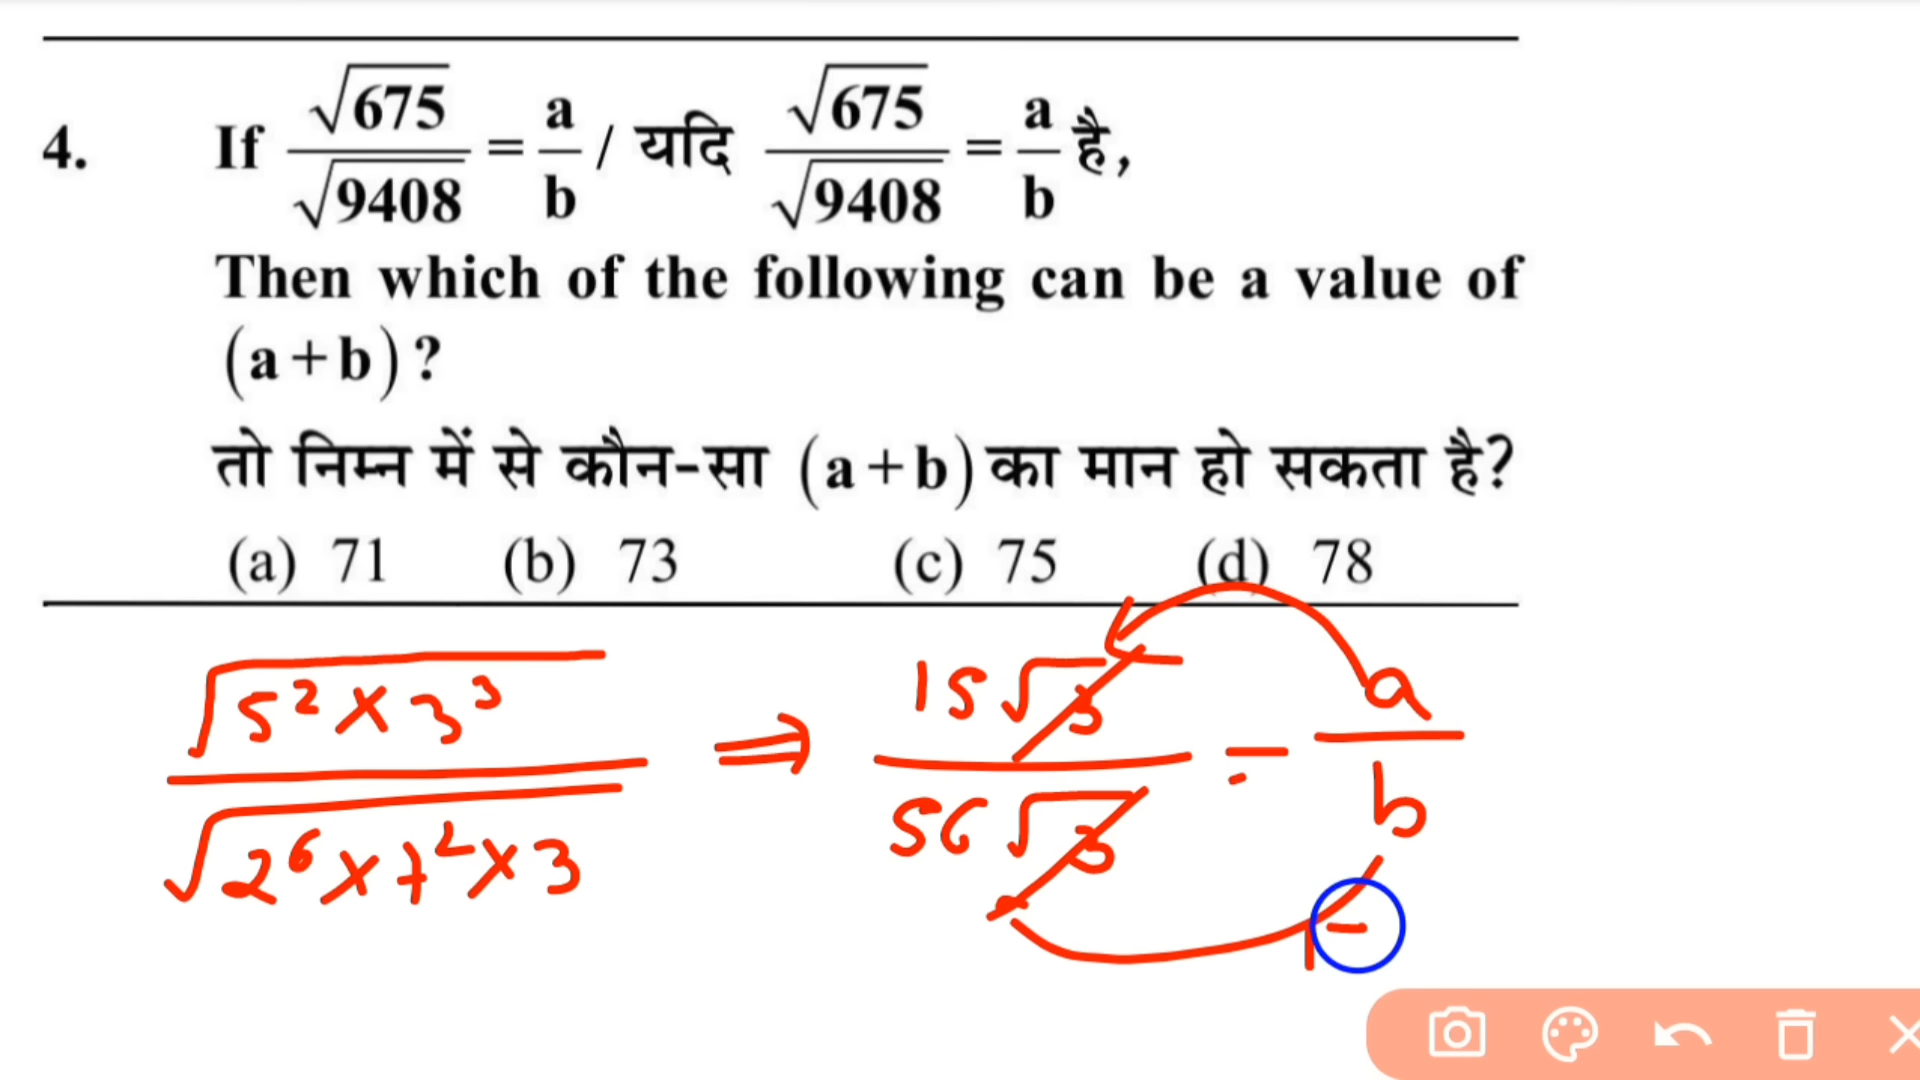 4. If √675/√9408 = a/b / यदि √675/√9408 = a/b है,
Then which of the following can be a value of
(a+b)?
तो निम्न में से कौन-सा (a+b) का मान हो सकता है?
(a) 71 (b) 73 (c) 75 (d) 78
√5² × 3³ / √2⁶ × 7² × 3 ⇒ 15√3 / 56√3 = a/b